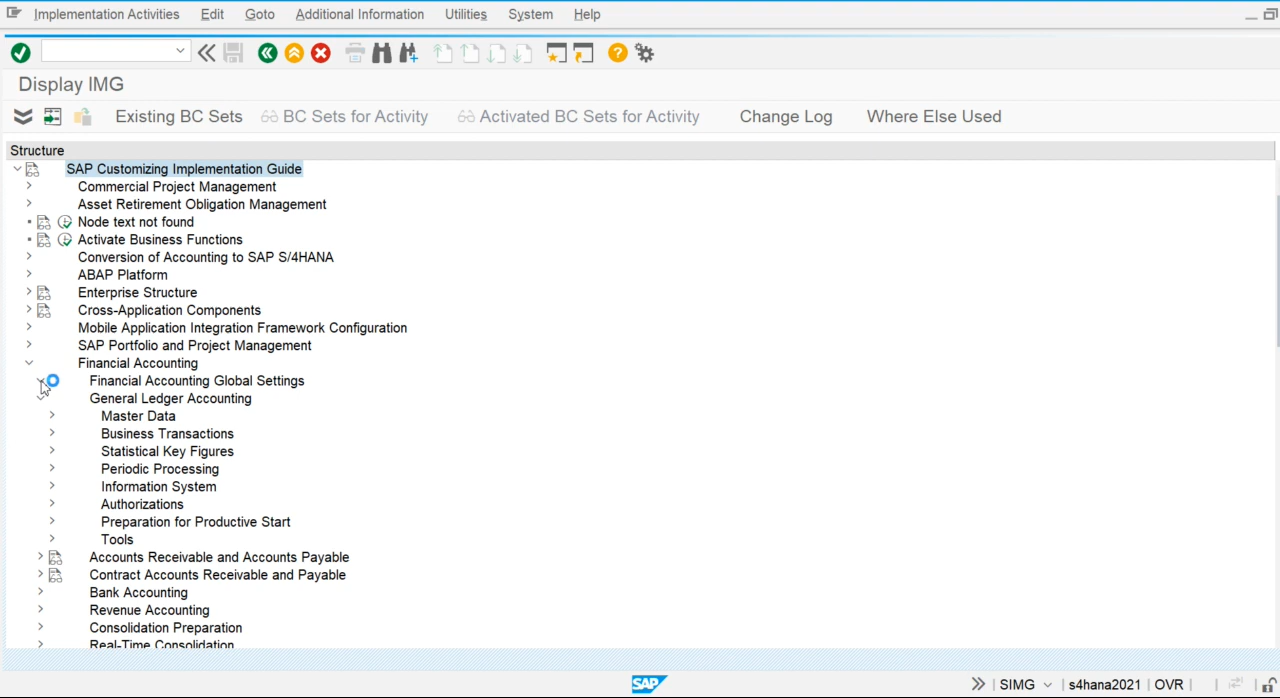 Implementation Activities Edit Goto Additional Information Utilities System Help
Display IMG
Existing BC Sets BC Sets for Activity Activated BC Sets for Activity Change Log Where Else Used
Structure
SAP Customizing Implementation Guide
Commercial Project Management
Asset Retirement Obligation Management
Node text not found
Activate Business Functions
Conversion of Accounting to SAP S/4HANA
ABAP Platform
Enterprise Structure
Cross-Application Components
Mobile Application Integration Framework Configuration
SAP Portfolio and Project Management
Financial Accounting
Financial Accounting Global Settings
General Ledger Accounting
Master Data
Business Transactions
Statistical Key Figures
Periodic Processing
Information System
Authorizations
Preparation for Productive Start
Tools
Accounts Receivable and Accounts Payable
Contract Accounts Receivable and Payable
Bank Accounting
Revenue Accounting
Consolidation Preparation
Real-Time Consolidation
SAP SIMG s4hana2021 OVR